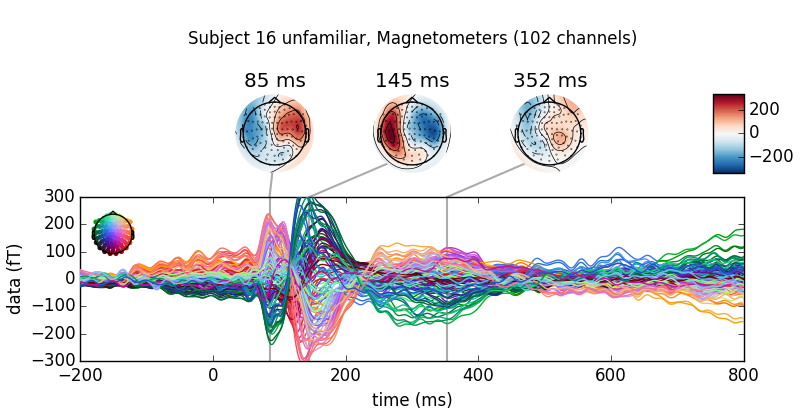 Subject 16 unfamiliar, Magnetometers (102 channels)
85 ms
145 ms
352 ms
200
0
−200
300
200
100
0
−100
−200
−300
data (fT)
−200
0
200
400
600
800
time (ms)